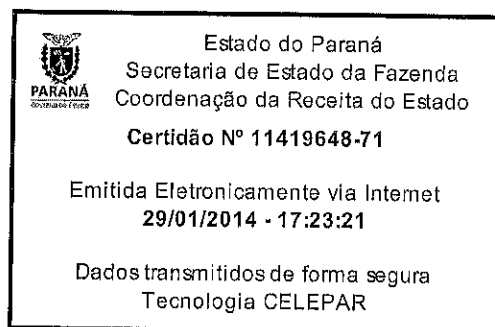 Estado do Paraná
Secretaria de Estado da Fazenda
PARANÁ
Coordenação da Receita do Estado
Certidão Nº 11419648-71
Emitida Eletronicamente via Internet
29/01/2014 - 17:23:21
Dados transmitidos de forma segura
Tecnologia CELEPAR